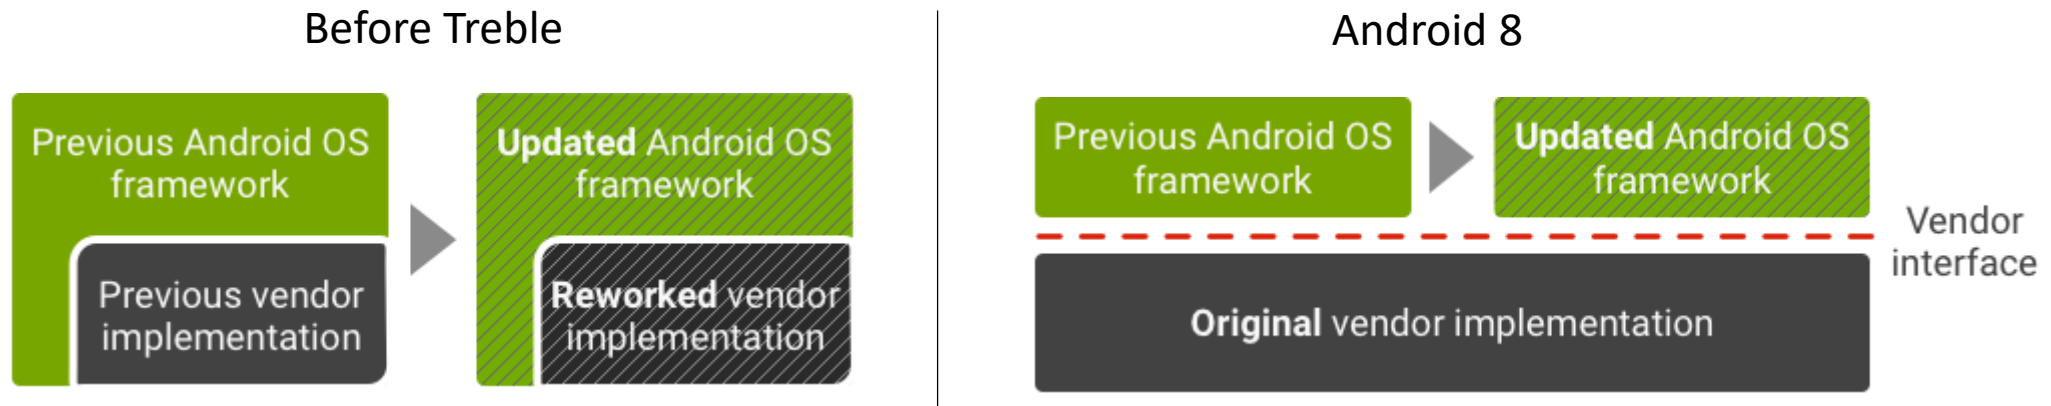 Before Treble
Previous Android OS
framework
Previous vendor
implementation
Updated Android OS
framework
Reworked vendor
implementation
Android 8
Previous Android OS
framework
Updated Android OS
framework
Vendor
interface
Original vendor implementation